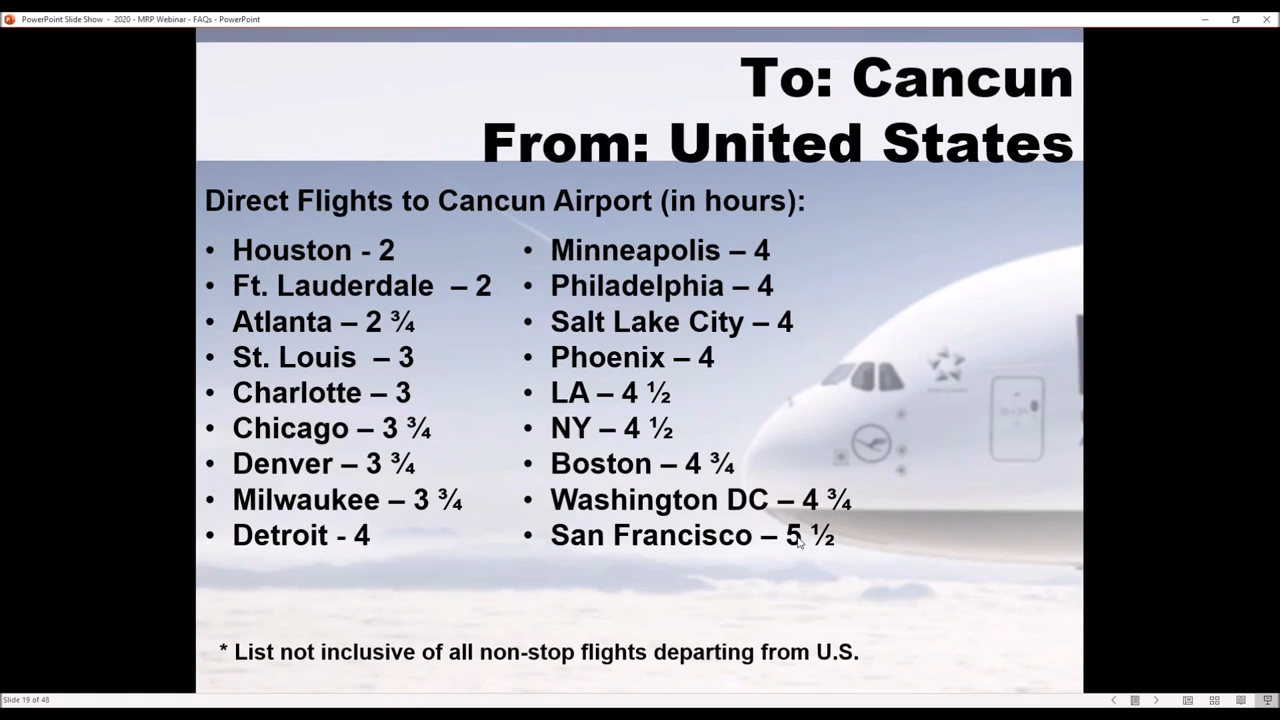 PowerPoint Slide Show - 2020 - MRP Webinar - FAQs - PowerPoint
To: Cancun
From: United States
Direct Flights to Cancun Airport (in hours):
• Houston - 2
• Ft. Lauderdale – 2
• Atlanta – 2 ¾
• St. Louis – 3
• Charlotte – 3
• Chicago – 3 ¾
• Denver – 3 ¾
• Milwaukee – 3 ¾
• Detroit - 4
• Minneapolis – 4
• Philadelphia – 4
• Salt Lake City – 4
• Phoenix – 4
• LA – 4 ½
• NY – 4 ½
• Boston – 4 ¾
• Washington DC – 4 ¾
• San Francisco – 5 ½
* List not inclusive of all non-stop flights departing from U.S.
Slide 19 of 48